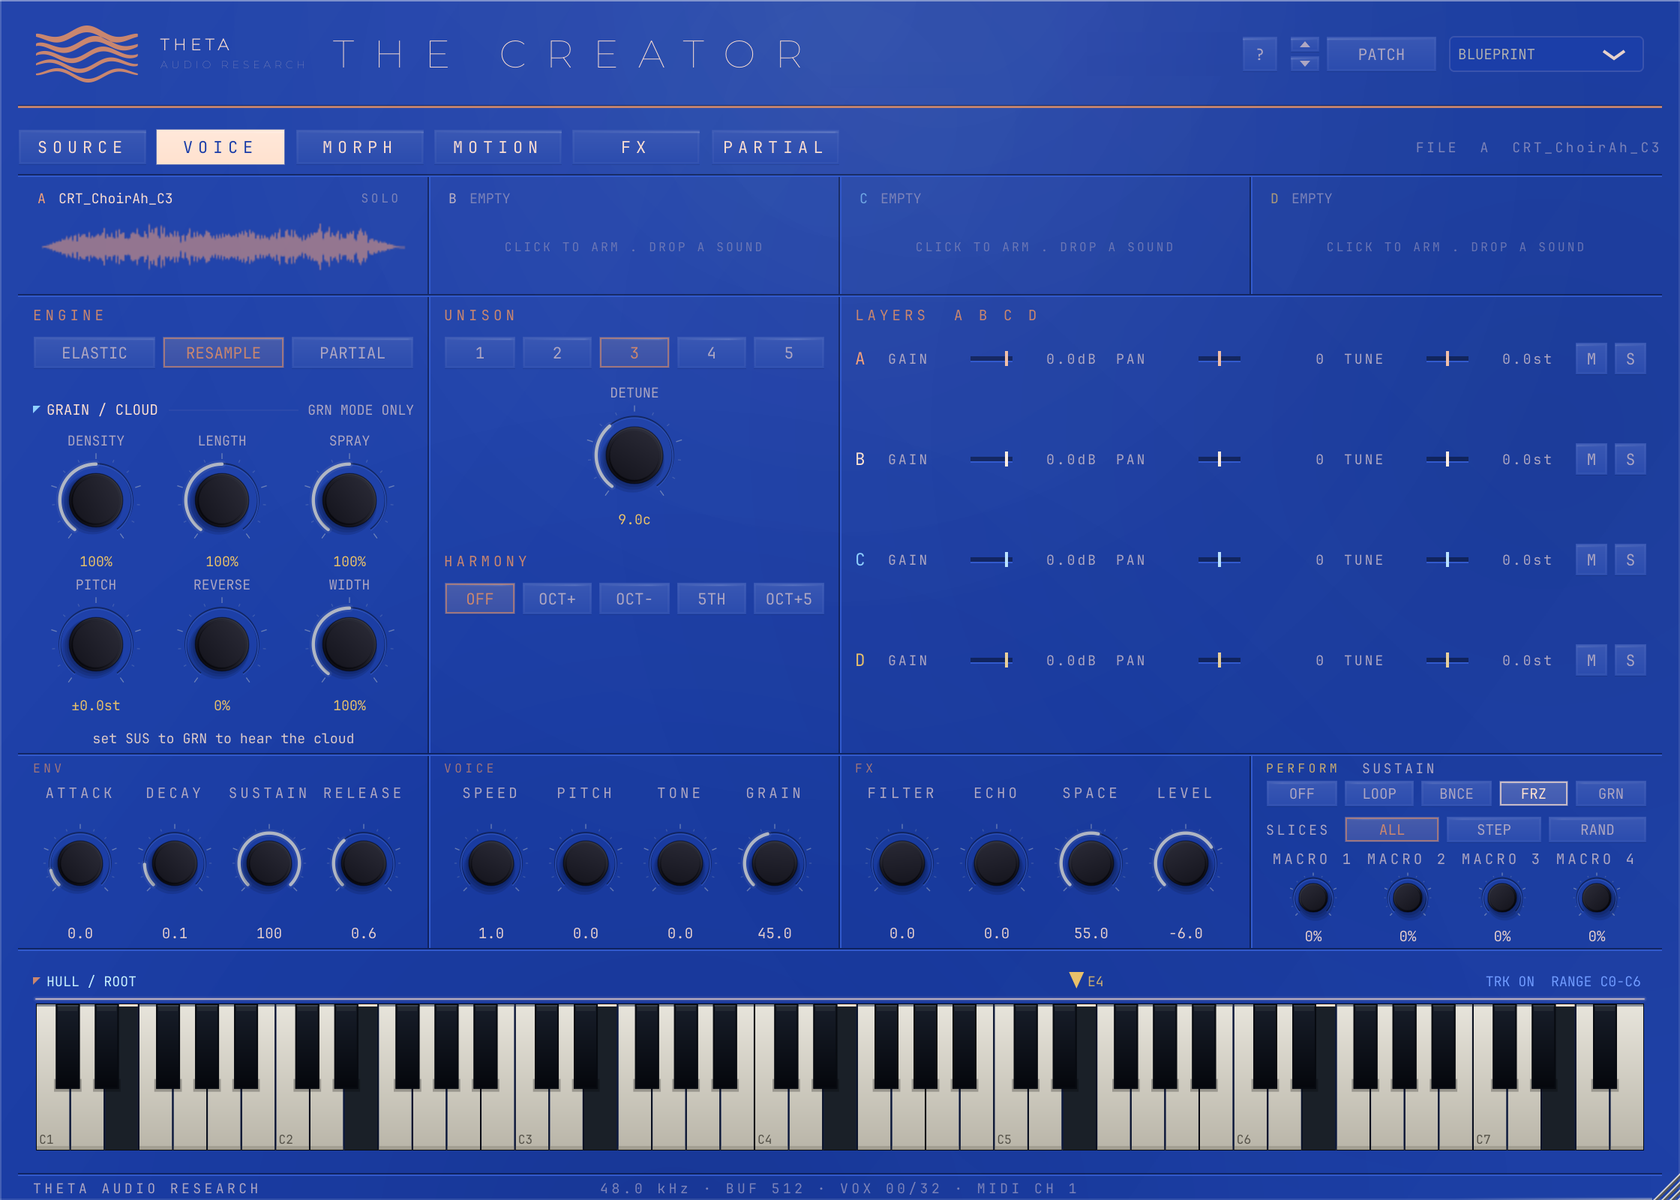 THETA
AUDIO RESEARCH
THE CREATOR
? PATCH BLUEPRINT
SOURCE VOICE MORPH MOTION FX PARTIAL
FILE A CRT_ChoirAh_C3
A CRT_ChoirAh_C3 SOLO
B EMPTY
CLICK TO ARM . DROP A SOUND
C EMPTY
CLICK TO ARM . DROP A SOUND
D EMPTY
CLICK TO ARM . DROP A SOUND
ENGINE
ELASTIC RESAMPLE PARTIAL
GRAIN / CLOUD GRN MODE ONLY
DENSITY LENGTH SPRAY
100% 100% 100%
PITCH REVERSE WIDTH
±0.0st 0% 100%
set SUS to GRN to hear the cloud
UNISON
1 2 3 4 5
DETUNE
9.0c
HARMONY
OFF OCT+ OCT- 5TH OCT+5
LAYERS A B C D
A GAIN 0.0dB PAN 0 TUNE 0.0st M S
B GAIN 0.0dB PAN 0 TUNE 0.0st M S
C GAIN 0.0dB PAN 0 TUNE 0.0st M S
D GAIN 0.0dB PAN 0 TUNE 0.0st M S
ENV
ATTACK DECAY SUSTAIN RELEASE
0.0 0.1 100 0.6
VOICE
SPEED PITCH TONE GRAIN
1.0 0.0 0.0 45.0
FX
FILTER ECHO SPACE LEVEL
0.0 0.0 55.0 -6.0
PERFORM SUSTAIN
OFF LOOP BNCE FRZ GRN
SLICES ALL STEP RAND
MACRO 1 MACRO 2 MACRO 3 MACRO 4
0% 0% 0% 0%
HULL / ROOT E4 TRK ON RANGE C0-C6
C1 C2 C3 C4 C5 C6 C7
THETA AUDIO RESEARCH 48.0 kHz · BUF 512 · VOX 00/32 · MIDI CH 1